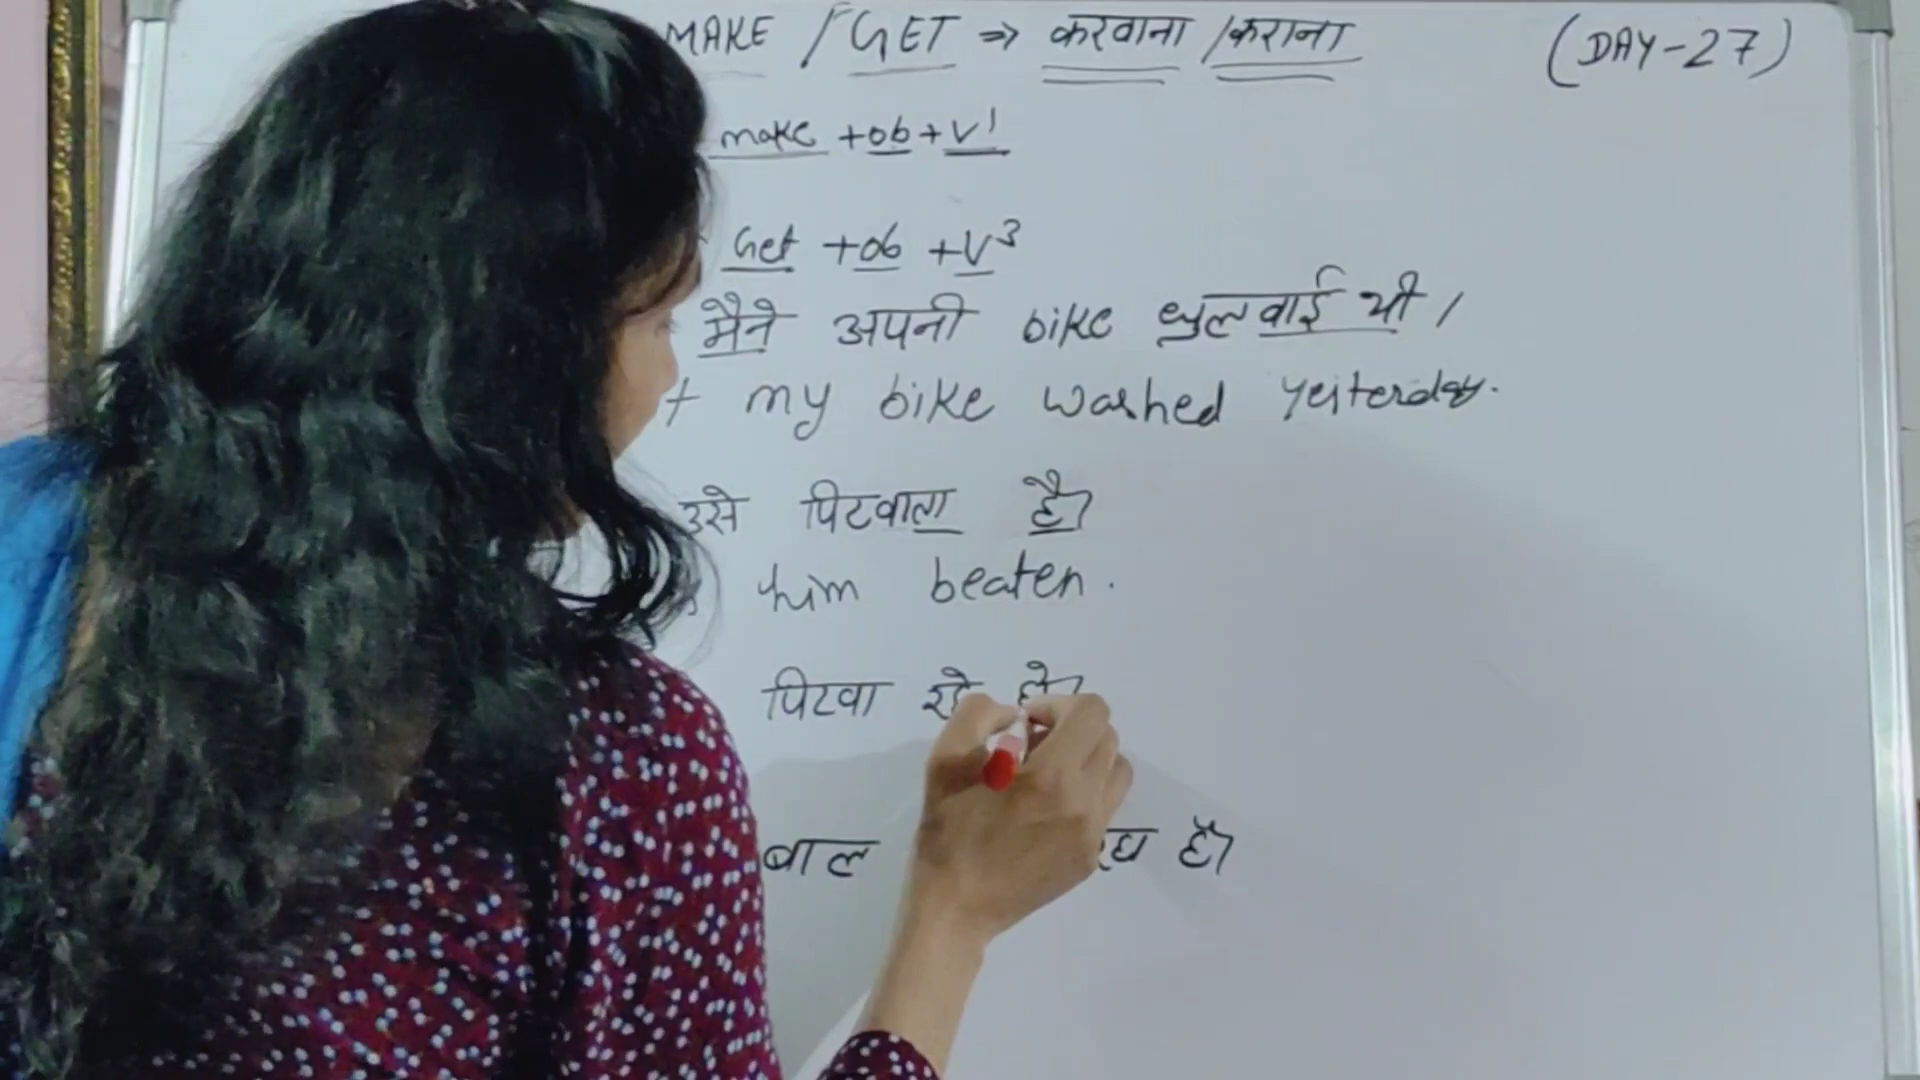 MAKE / GET ⇒ करवाना / कराना (DAY-27)
make + ob + V¹
Get + ob + V³
मैने अपनी bike धुलवाई थी।
my bike washed yesterday.
उसे पिटवाता है।
him beaten.
पिटवा रहे
बाल है।